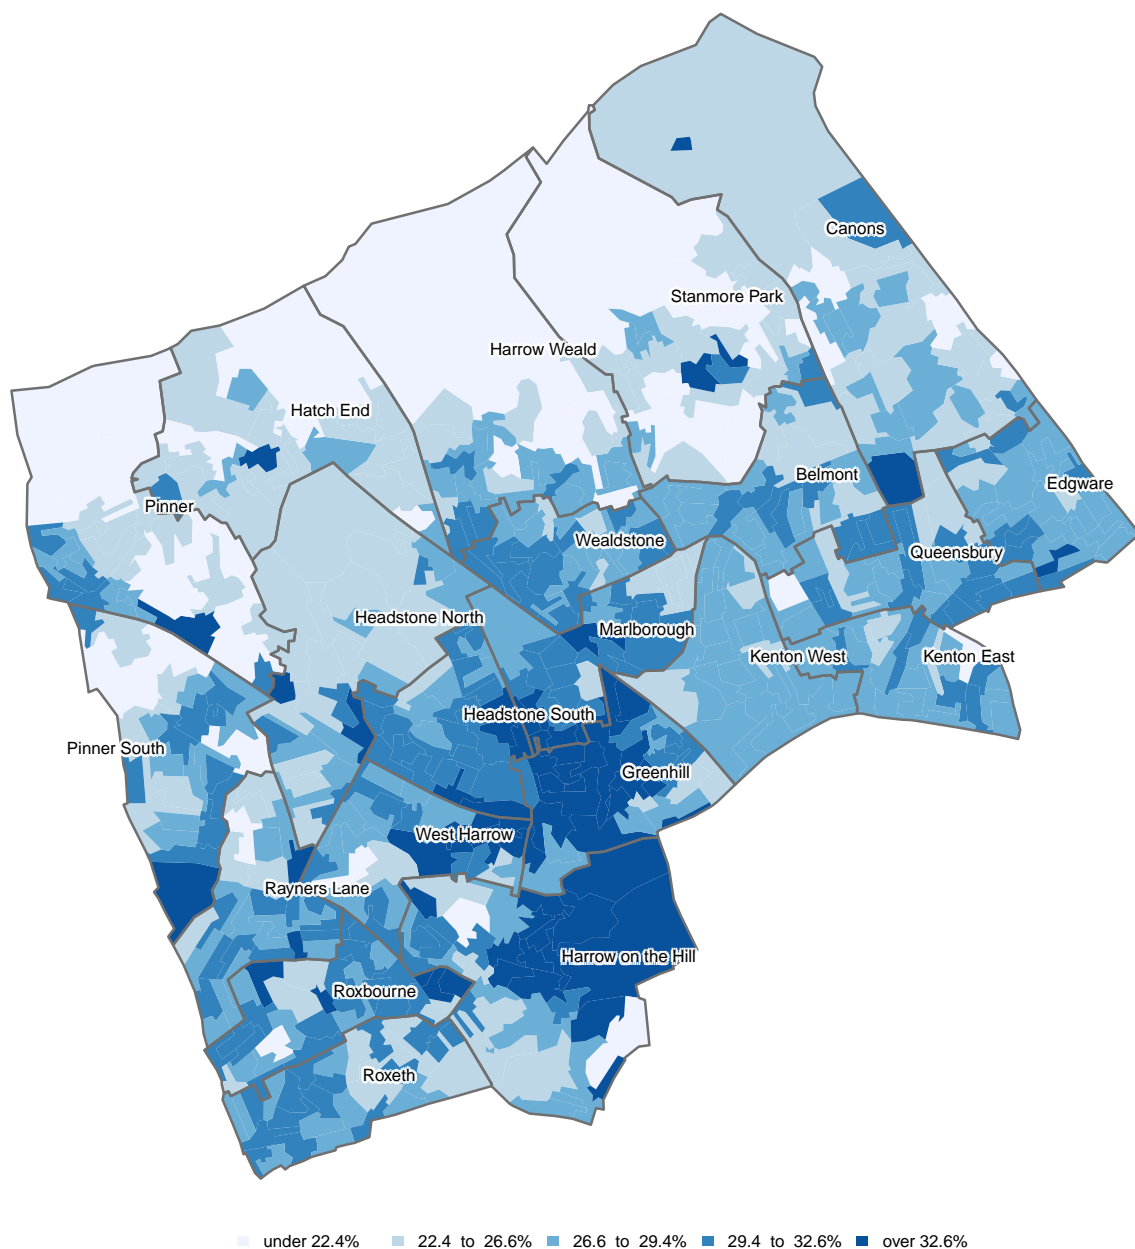 Canons
Stanmore Park
Harrow Weald
Hatch End
Belmont
Edgware
Pinner
Wealdstone
Queensbury
Headstone North
Marlborough
Kenton West
Kenton East
Headstone South
Pinner South
Greenhill
West Harrow
Rayners Lane
Harrow on the Hill
Roxbourne
Roxeth
under 22.4% 22.4 to 26.6% 26.6 to 29.4% 29.4 to 32.6% over 32.6%